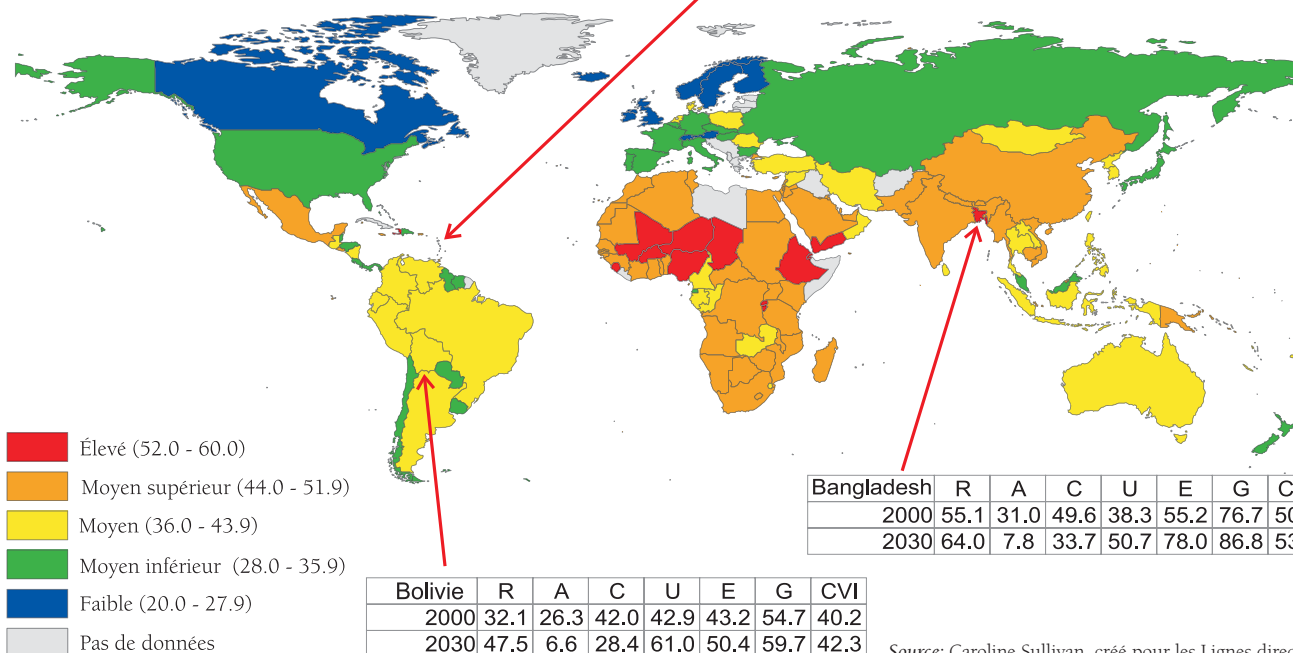 Élevé (52.0 - 60.0)
Moyen supérieur (44.0 - 51.9)
Moyen (36.0 - 43.9)
Moyen inférieur (28.0 - 35.9)
Faible (20.0 - 27.9)
Pas de données
Bolivie R A C U E G CVI
2000 32.1 26.3 42.0 42.9 43.2 54.7 40.2
2030 47.5 6.6 28.4 61.0 50.4 59.7 42.3
Bangladesh R A C U E G C
2000 55.1 31.0 49.6 38.3 55.2 76.7 50
2030 64.0 7.8 33.7 50.7 78.0 86.8 53
Source: Caroline Sullivan, créé pour les Lignes direc